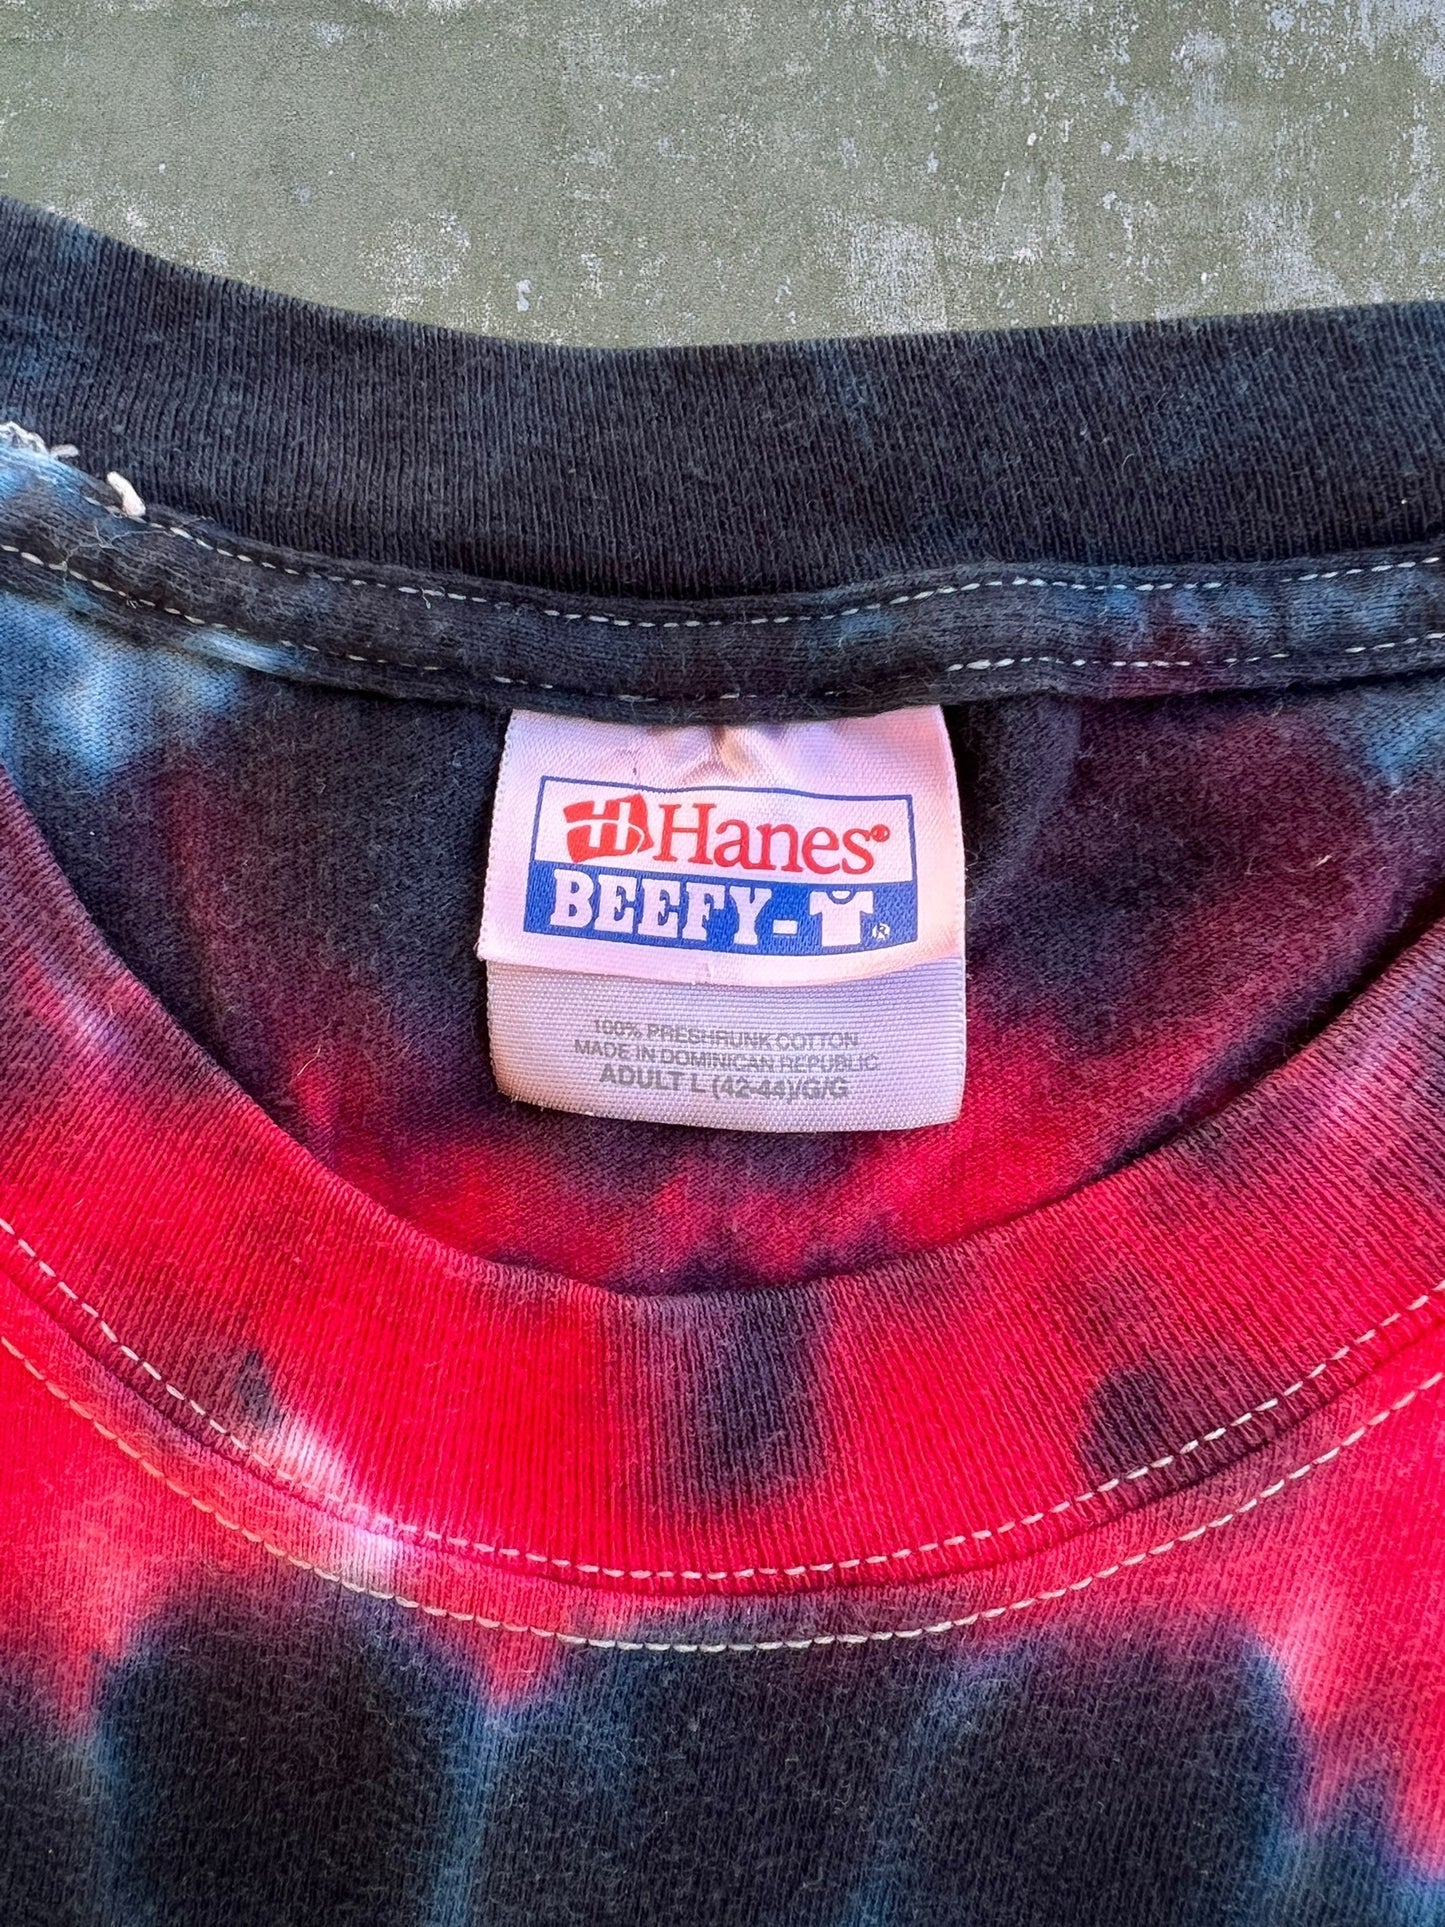 Hanes®
BEEFY-T®
100% PRESHRUNK COTTON
MADE IN DOMINICAN REPUBLIC
ADULT L (42-44)/G/G